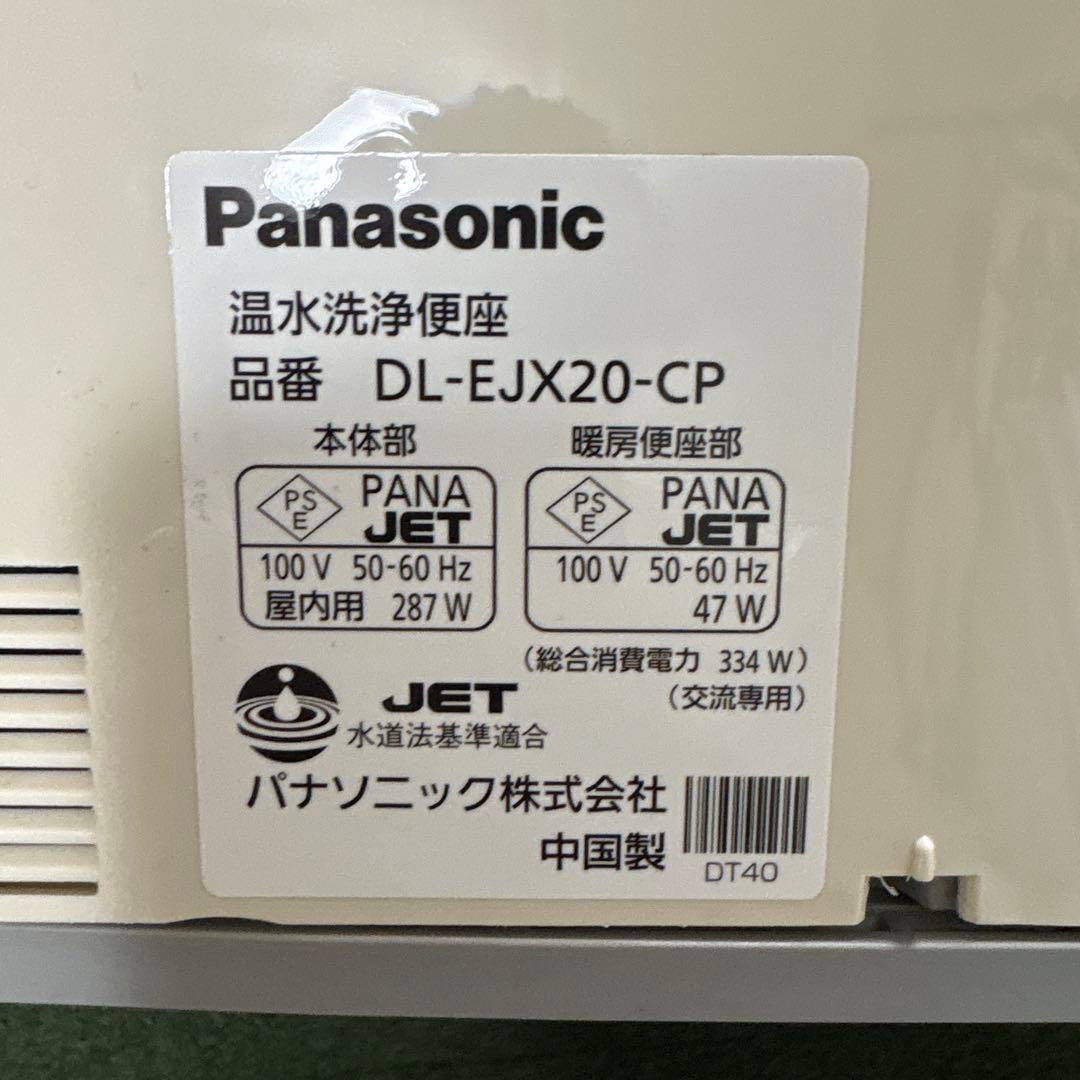 Panasonic
温水洗浄便座
品番 DL-EJX20-CP
本体部 暖房便座部
PS E PANA JET PS E PANA JET
100 V 50-60 Hz 100 V 50-60 Hz
屋内用 287 W 47 W
(総合消費電力 334 W)
(交流専用)
JET
水道法基準適合
パナソニック株式会社
中国製
DT40